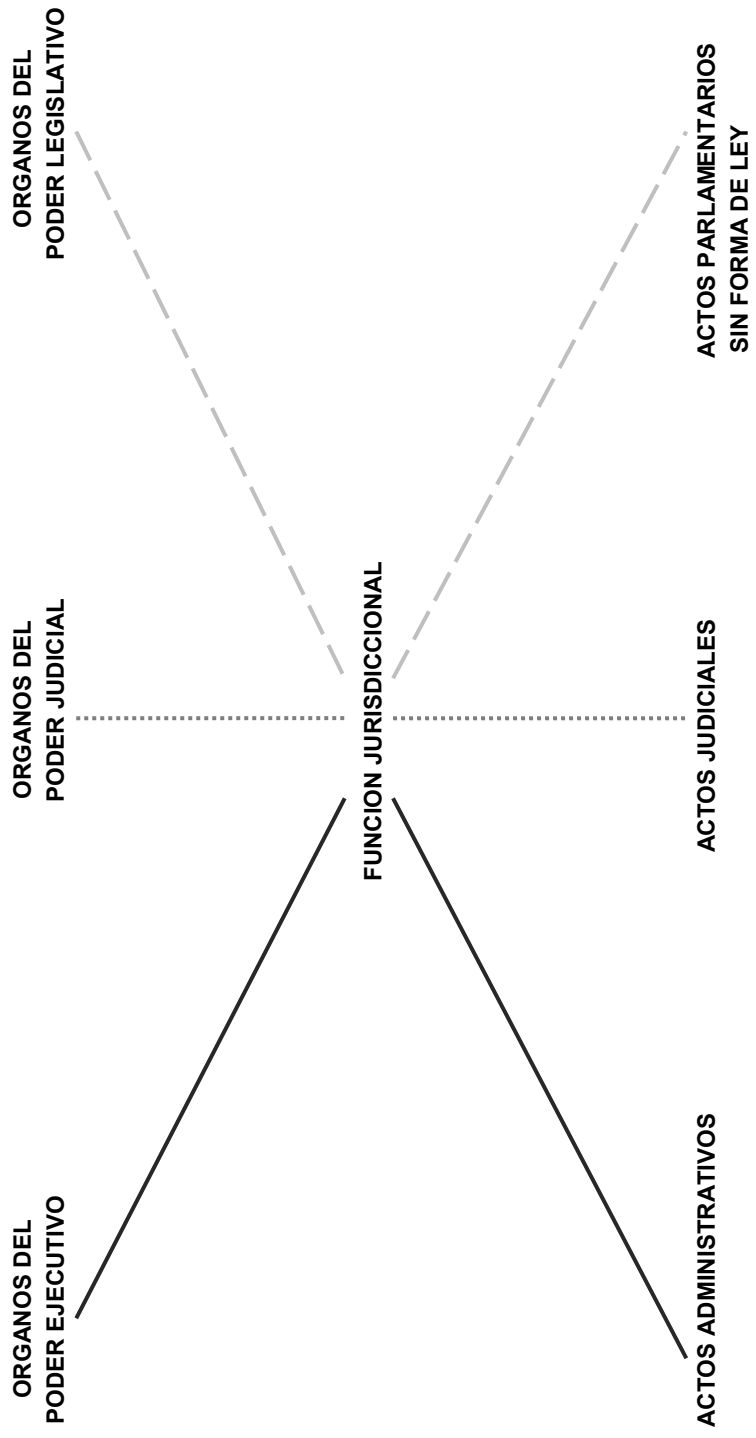 ORGANOS DEL
PODER EJECUTIVO
ORGANOS DEL
PODER JUDICIAL
ORGANOS DEL
PODER LEGISLATIVO
FUNCION JURISDICCIONAL
ACTOS ADMINISTRATIVOS
ACTOS JUDICIALES
ACTOS PARLAMENTARIOS
SIN FORMA DE LEY